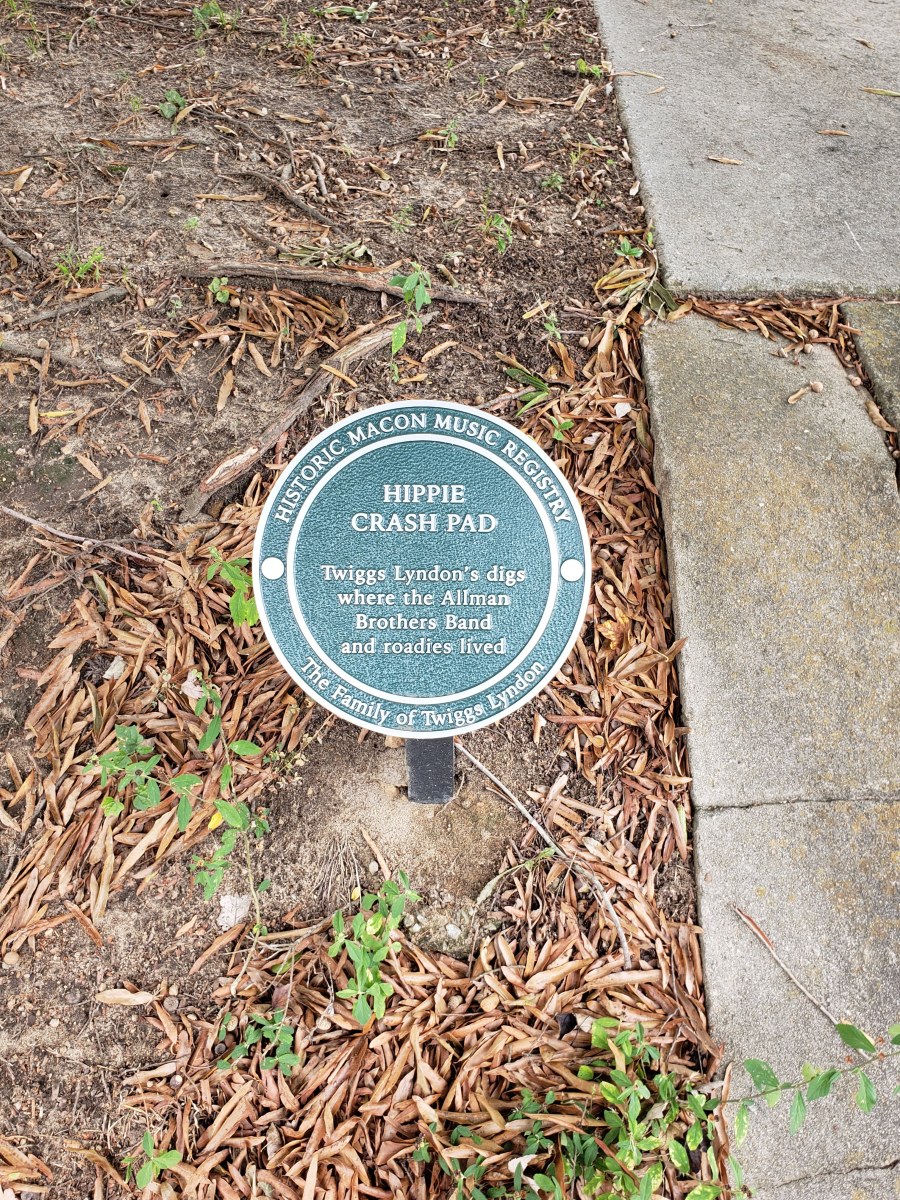 HISTORIC MACON MUSIC REGISTRY
HIPPIE
CRASH PAD
Twiggs Lyndon's digs
where the Allman
Brothers Band
and roadies lived
The Family of Twiggs Lyndon